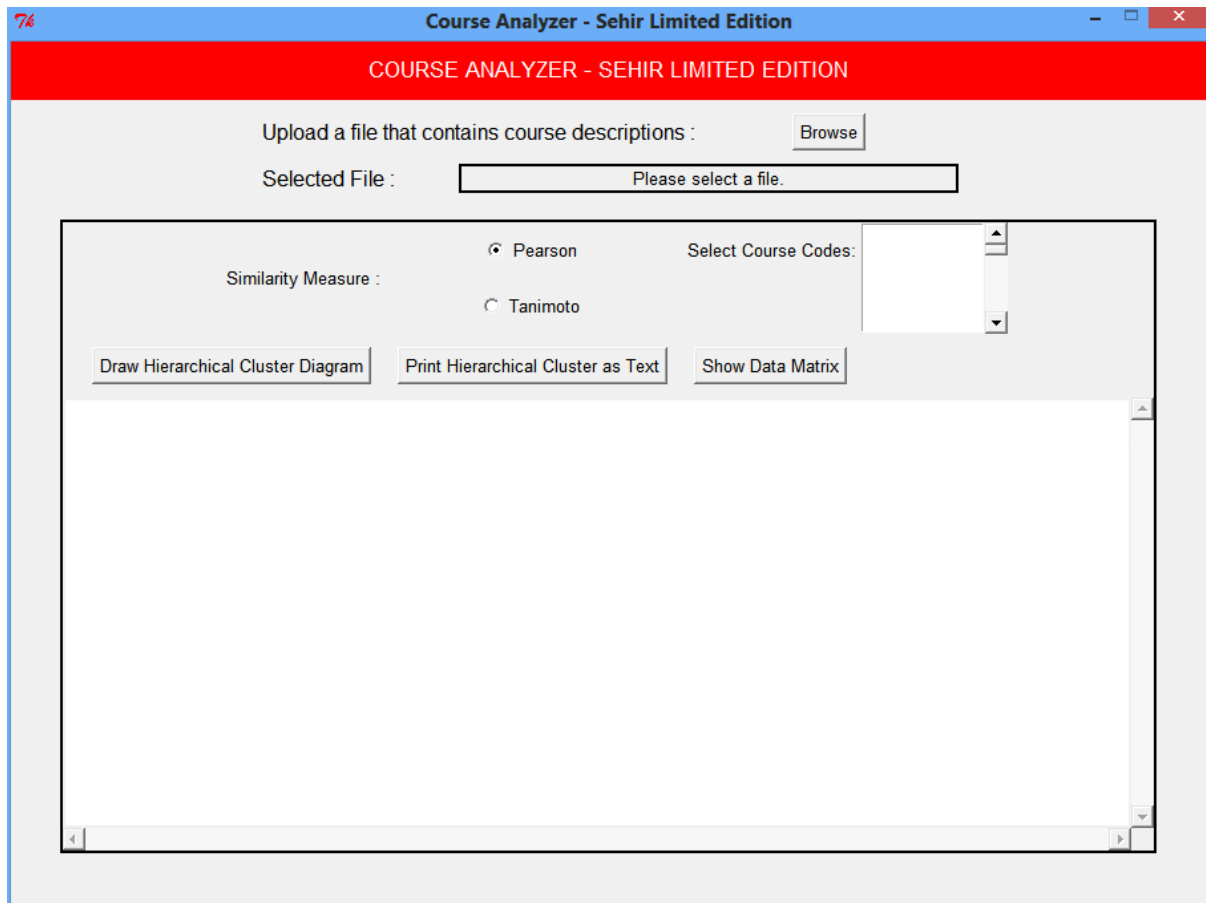 Course Analyzer - Sehir Limited Edition
COURSE ANALYZER - SEHIR LIMITED EDITION
Upload a file that contains course descriptions : Browse
Selected File : Please select a file.
Pearson Select Course Codes:
Similarity Measure :
Tanimoto
Draw Hierarchical Cluster Diagram Print Hierarchical Cluster as Text Show Data Matrix